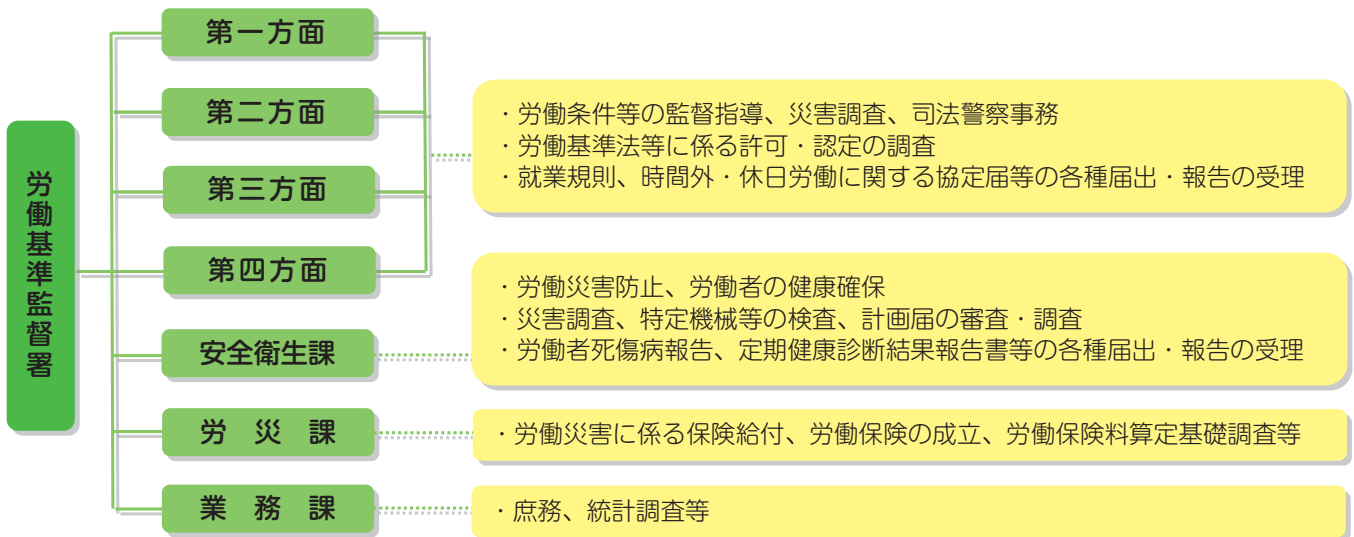 労働基準監督署
第一方面
第二方面
第三方面
第四方面
・労働条件等の監督指導、災害調査、司法警察事務
・労働基準法等に係る許可・認定の調査
・就業規則、時間外・休日労働に関する協定届等の各種届出・報告の受理
安全衛生課
・労働災害防止、労働者の健康確保
・災害調査、特定機械等の検査、計画届の審査・調査
・労働者死傷病報告、定期健康診断結果報告書等の各種届出・報告の受理
労災課
・労働災害に係る保険給付、労働保険の成立、労働保険料算定基礎調査等
業務課
・庶務、統計調査等